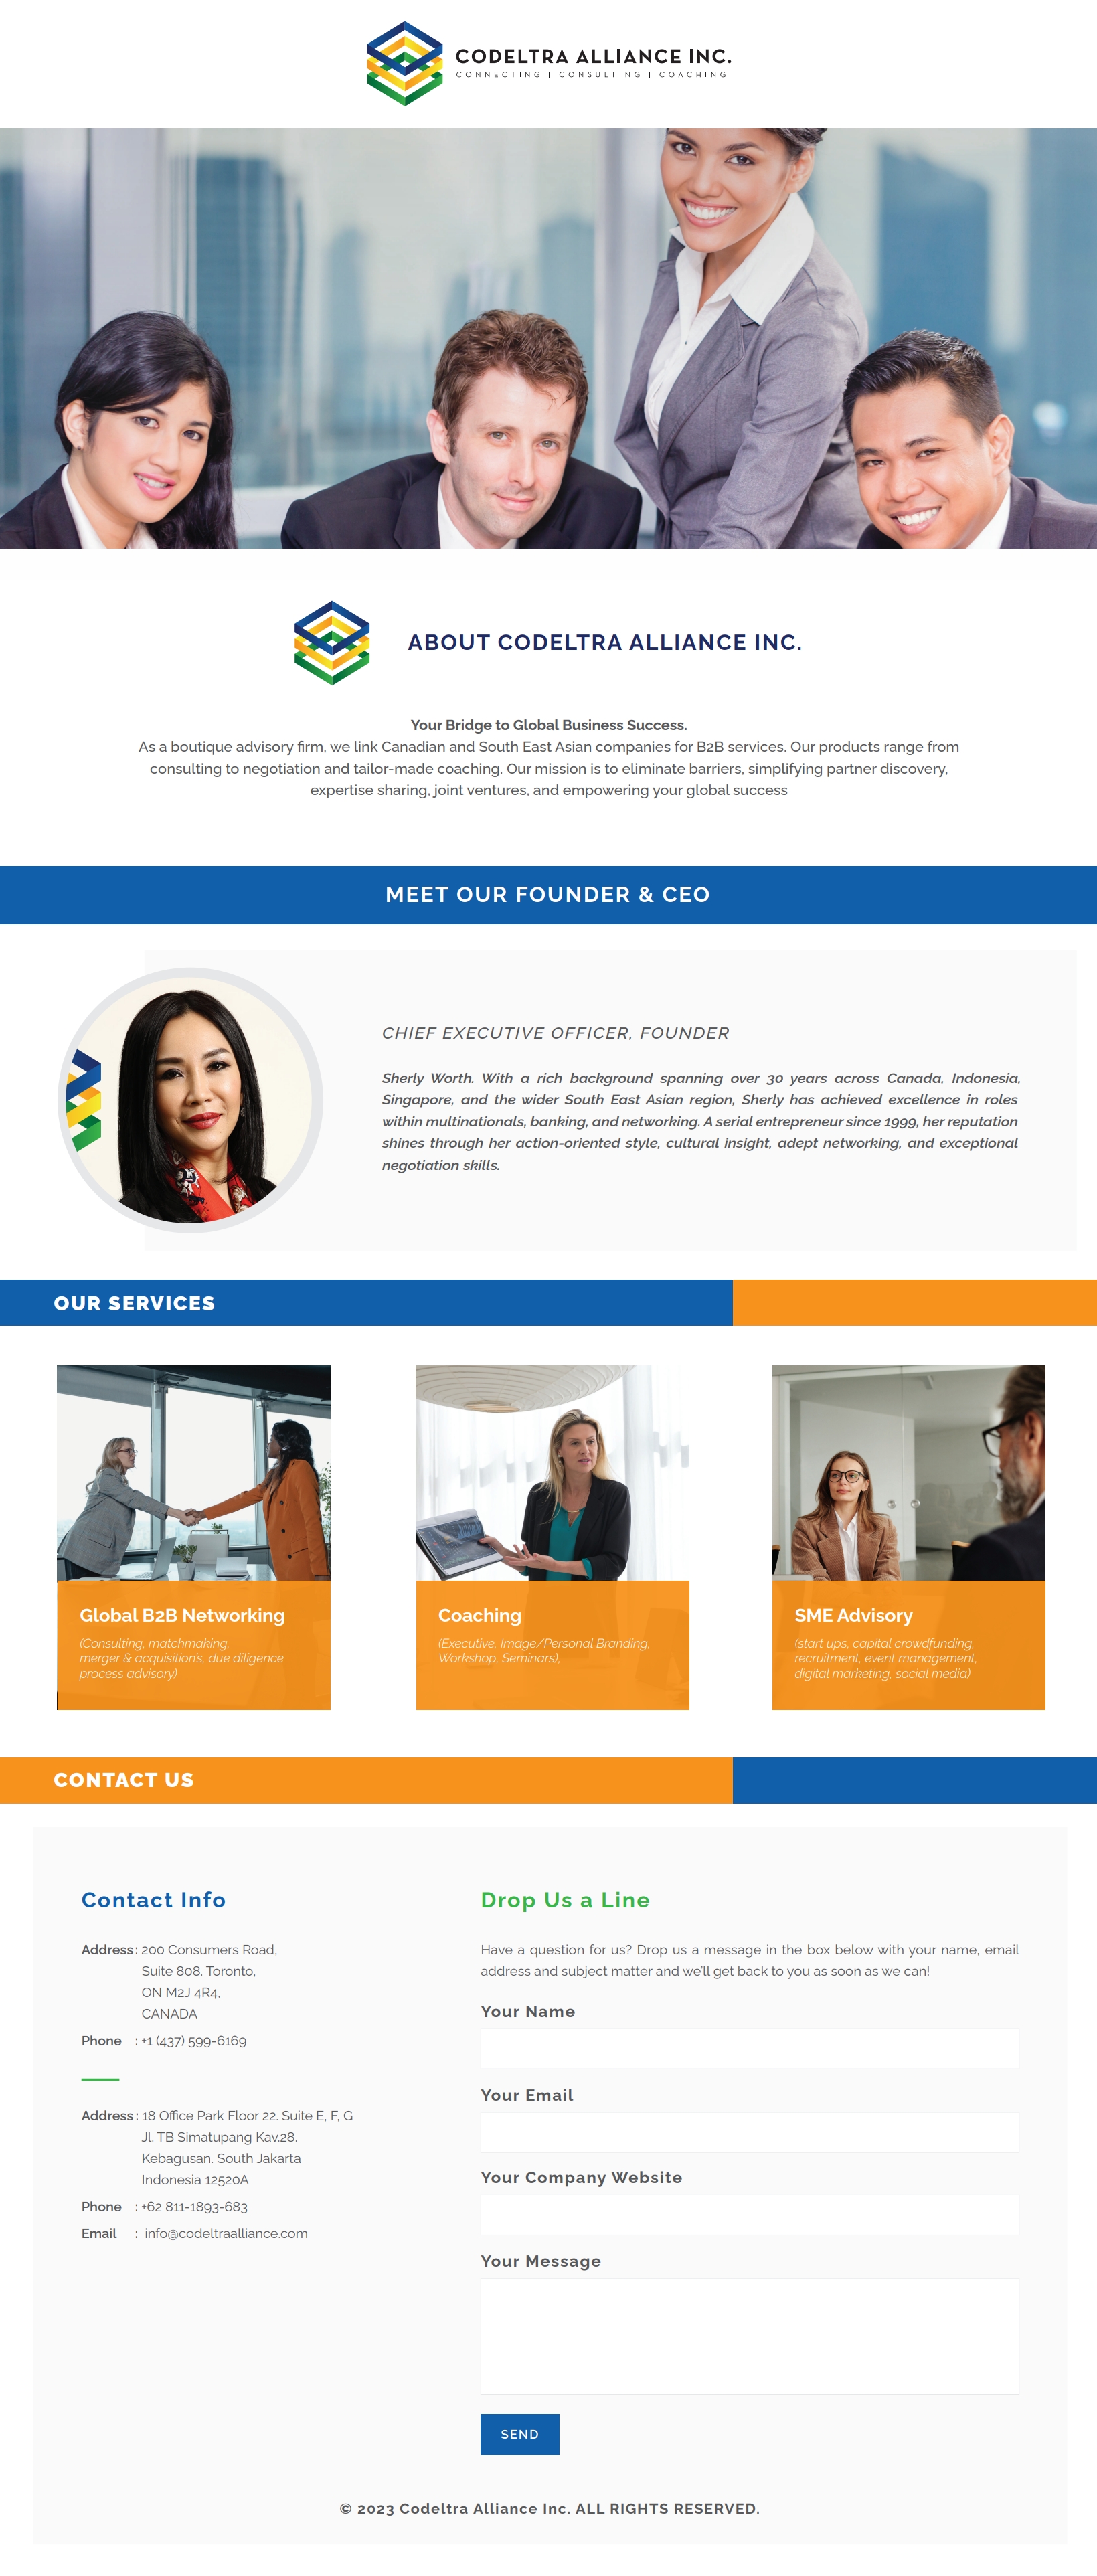 CODELTRA ALLIANCE INC.
CONNECTING | CONSULTING | COACHING
ABOUT CODELTRA ALLIANCE INC.
Your Bridge to Global Business Success.
As a boutique advisory firm, we link Canadian and South East Asian companies for B2B services. Our products range from
consulting to negotiation and tailor-made coaching. Our mission is to eliminate barriers, simplifying partner discovery,
expertise sharing, joint ventures, and empowering your global success
MEET OUR FOUNDER & CEO
CHIEF EXECUTIVE OFFICER, FOUNDER
Sherly Worth. With a rich background spanning over 30 years across Canada, Indonesia,
Singapore, and the wider South East Asian region, Sherly has achieved excellence in roles
within multinationals, banking, and networking. A serial entrepreneur since 1999, her reputation
shines through her action-oriented style, cultural insight, adept networking, and exceptional
negotiation skills.
OUR SERVICES
Global B2B Networking
(Consulting, matchmaking,
merger & acquisition's, due diligence
process advisory)
Coaching
(Executive, Image/Personal Branding,
Workshop, Seminars),
SME Advisory
(start ups, capital crowdfunding,
recruitment, event management,
digital marketing, social media)
CONTACT US
Contact Info
Address : 200 Consumers Road,
Suite 808. Toronto,
ON M2J 4R4,
CANADA
Phone : +1 (437) 599-6169
Address : 18 Office Park Floor 22. Suite E, F, G
Jl. TB Simatupang Kav.28.
Kebagusan. South Jakarta
Indonesia 12520A
Phone : +62 811-1893-683
Email : info@codeltraalliance.com
Drop Us a Line
Have a question for us? Drop us a message in the box below with your name, email
address and subject matter and we'll get back to you as soon as we can!
Your Name
Your Email
Your Company Website
Your Message
SEND
© 2023 Codeltra Alliance Inc. ALL RIGHTS RESERVED.